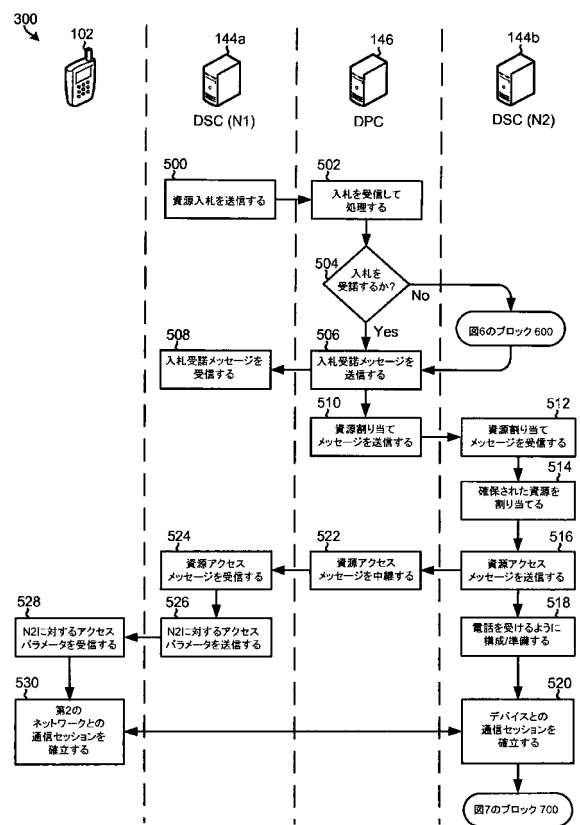 300
102
144a
146
144b
DSC (N1)
DPC
DSC (N2)
500
資源入札を送信する
502
入札を受信して
処理する
504
入札を
受諾するか?
No
Yes
図6のブロック 600
508
入札受諾メッセージを
受信する
506
入札受諾メッセージを
送信する
510
資源割り当て
メッセージを送信する
512
資源割り当て
メッセージを受信する
514
確保された資源を
割り当てる
524
資源アクセス
メッセージを受信する
522
資源アクセス
メッセージを中継する
516
資源アクセス
メッセージを送信する
528
N2に対するアクセス
パラメータを受信する
526
N2に対するアクセス
パラメータを送信する
518
電話を受けるように
構成/準備する
530
第2の
ネットワークとの
通信セッションを
確立する
520
デバイスとの
通信セッションを
確立する
図7のブロック 700